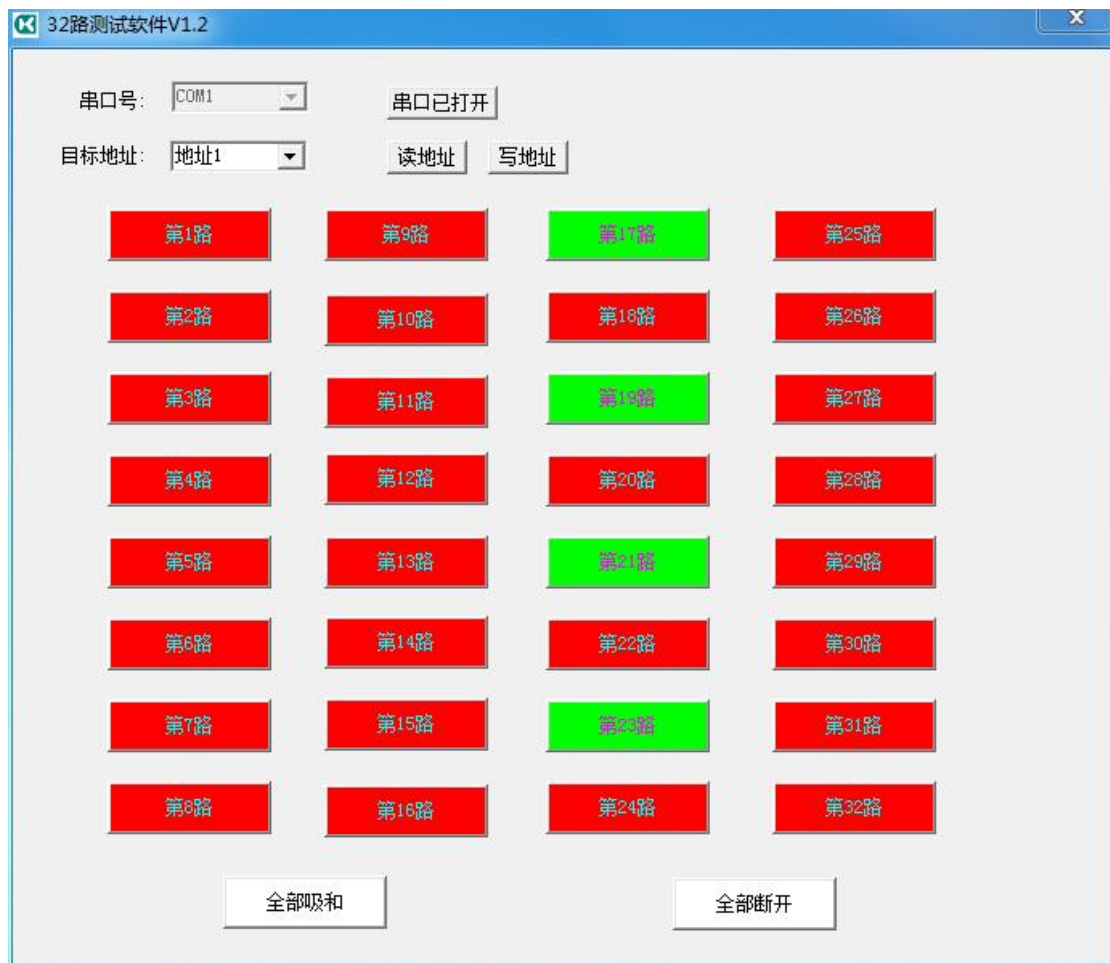 32路测试软件V1.2
串口号: COM1 串口已打开
目标地址: 地址1 读地址 写地址
第1路 第9路 第17路 第25路
第2路 第10路 第18路 第26路
第3路 第11路 第19路 第27路
第4路 第12路 第20路 第28路
第5路 第13路 第21路 第29路
第6路 第14路 第22路 第30路
第7路 第15路 第23路 第31路
第8路 第16路 第24路 第32路
全部吸和 全部断开